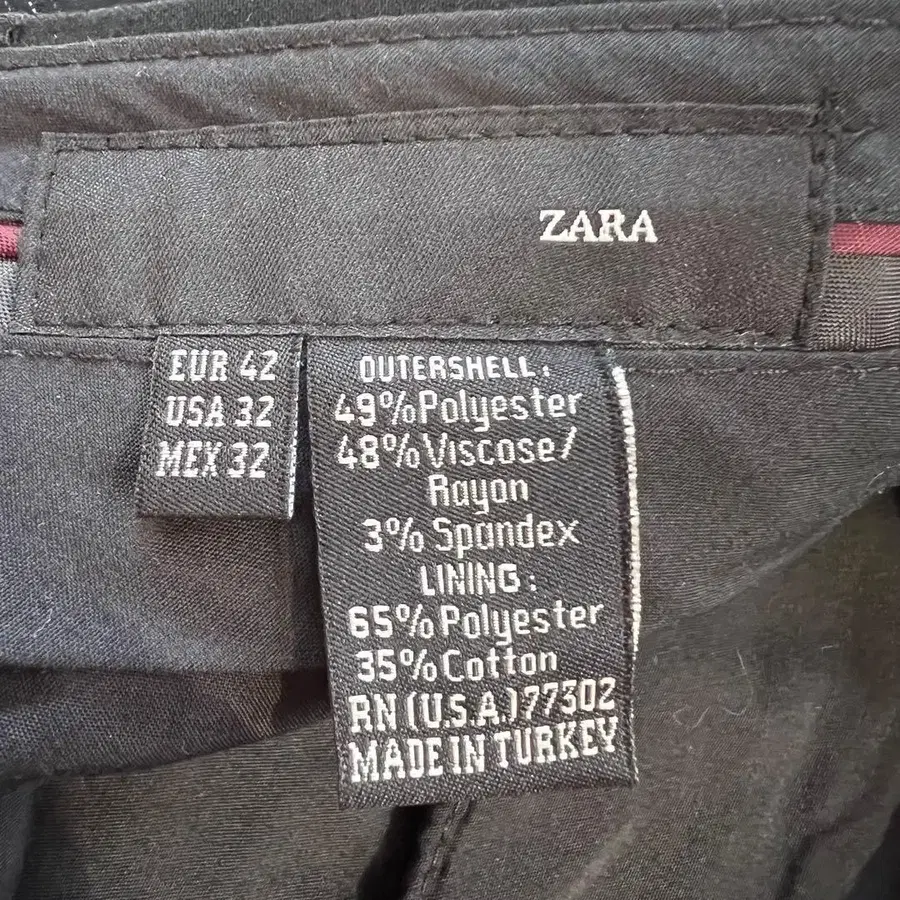 ZARA
EUR 42
USA 32
MEX 32
OUTERSHELL:
49%Polyester
48%Viscose/
Rayon
3% Spandex
LINING:
65%Polyester
35%Cotton
RN (U.S.A.)77302
MADE IN TURKEY